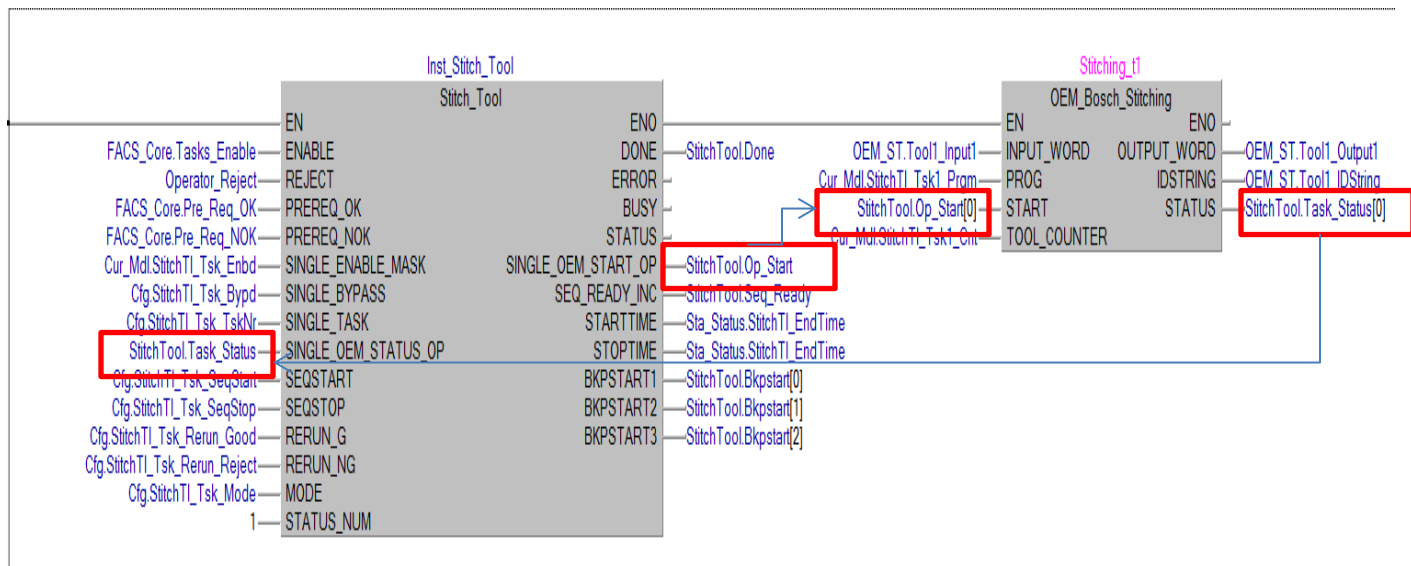 Inst_Stitch_Tool
Stitch_Tool
EN ENO
FACS_Core.Tasks_Enable ENABLE DONE StitchTool.Done
Operator_Reject REJECT ERROR
FACS_Core.Pre_Req_OK PREREQ_OK BUSY
FACS_Core.Pre_Req_NOK PREREQ_NOK STATUS
Cur_Mdl.StitchTl_Tsk_Enbd SINGLE_ENABLE_MASK SINGLE_OEM_START_OP StitchTool.Op_Start
Cfg.StitchTl_Tsk_Bypd SINGLE_BYPASS SEQ_READY_INC StitchTool.Seq_Ready
Cfg.StitchTl_Tsk_TskNr SINGLE_TASK STARTTIME Sta_Status.StitchTl_EndTime
StitchTool.Task_Status SINGLE_OEM_STATUS_OP STOPTIME Sta_Status.StitchTl_EndTime
Cfg.StitchTl_Tsk_SeqStart SEQSTART BKPSTART1 StitchTool.Bkpstart[0]
Cfg.StitchTl_Tsk_SeqStop SEQSTOP BKPSTART2 StitchTool.Bkpstart[1]
Cfg.StitchTl_Tsk_Rerun_Good RERUN_G BKPSTART3 StitchTool.Bkpstart[2]
Cfg.StitchTl_Tsk_Rerun_Reject RERUN_NG
Cfg.StitchTl_Tsk_Mode MODE
1 STATUS_NUM
Stitching_t1
OEM_Bosch_Stitching
EN ENO
OEM_ST.Tool1_Input1 INPUT_WORD OUTPUT_WORD OEM_ST.Tool1_Output1
Cur_Mdl.StitchTl_Tsk1_Prgm PROG IDSTRING OEM_ST.Tool1_IDString
StitchTool.Op_Start[0] START STATUS StitchTool.Task_Status[0]
Cur_Mdl.StitchTl_Tsk1_Cnt TOOL_COUNTER